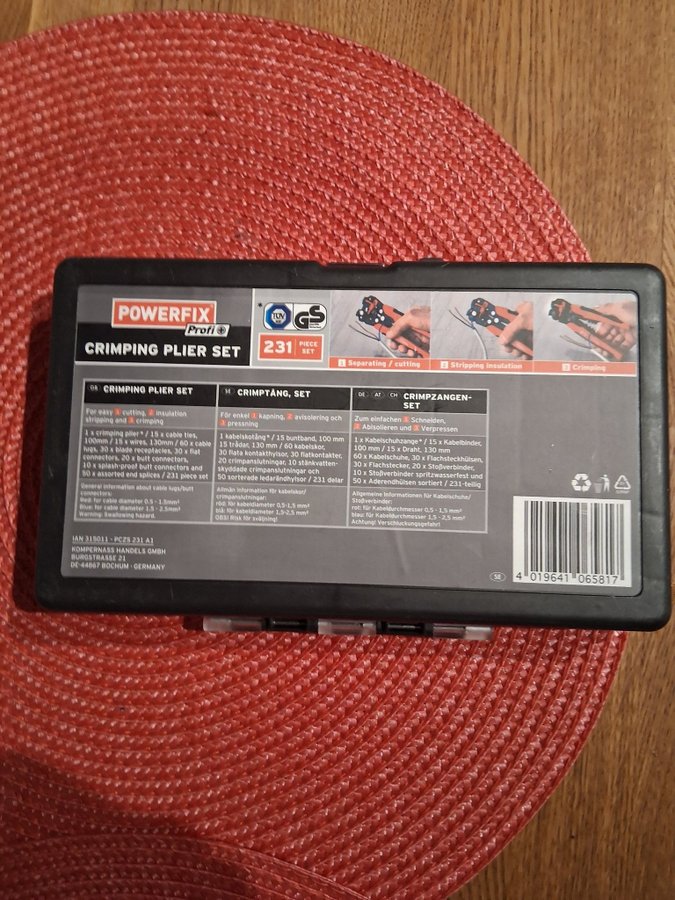 POWERFIX
Profi
CRIMPING PLIER SET
TÜV
GS
231 PIECE SET
1 Separating / cutting
2 Stripping insulation
3 Crimping
CRIMPING PLIER SET
For easy 1 cutting, 2 insulation
stripping and 3 crimping
1 x crimping plier* / 15 x cable ties,
100mm / 15 x wires, 130mm / 60 x cable
lugs, 30 x blade receptacles, 30 x flat
connectors, 20 x butt connectors,
10 x splash-proof butt connectors and
50 x assorted end splices / 231 piece set
General information about cable lugs/butt
connectors:
Red: for cable diameter 0.5 - 1.5mm²
Blue: for cable diameter 1.5 - 2.5mm²
Warning: Swallowing hazard.
SE CRIMPTÅNG, SET
För enkel 1 kapning, 2 avisolering och
3 pressning
1 kabelskotång* / 15 buntband, 100 mm
15 trådar, 130 mm / 60 kabelskor,
30 flata kontakthylsor, 30 flatkontakter,
20 crimpanslutningar, 10 stänkvatten-
skyddade crimpanslutningar och
50 sorterade ledarändhylsor / 231 delar
Allmän information för kabelskor/
crimpanslutningar:
röd: för kabeldiameter 0,5-1,5 mm²
blå: för kabeldiameter 1,5-2,5 mm²
OBS! Risk för sväljning!
DE AT CH CRIMPZANGEN-
SET
Zum einfachen 1 Schneiden,
2 Abisolieren und 3 Verpressen
1 x Kabelschuhzange* / 15 x Kabelbinder,
100 mm / 15 x Draht, 130 mm
60 x Kabelschuhe, 30 x Flachsteckhülsen,
30 x Flachstecker, 20 x Stoßverbinder,
10 x Stoßverbinder spritzwasserfest und
50 x Aderendhülsen sortiert / 231-teilig
Allgemeine Informationen für Kabelschuhe/
Stoßverbinder:
rot: für Kabeldurchmesser 0,5 - 1,5 mm²
blau: für Kabeldurchmesser 1,5 - 2,5 mm²
Achtung! Verschluckungsgefahr!
IAN 315011 - PCZS 231 A1
KOMPERNASS HANDELS GMBH
BURGSTRASSE 21
DE-44867 BOCHUM · GERMANY
SE
4 019641 065817